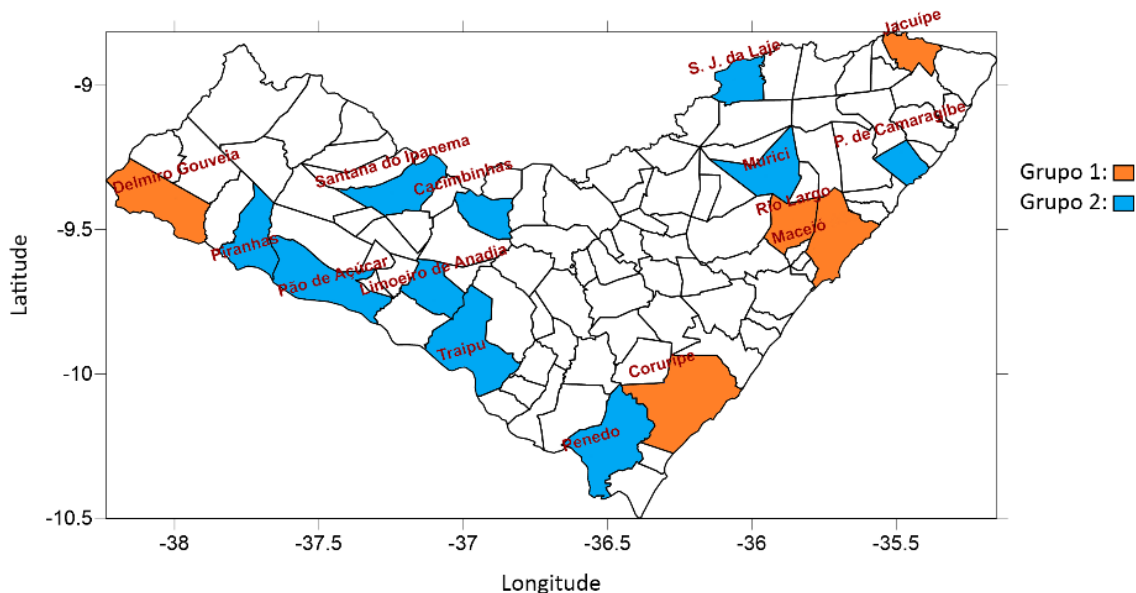 Jacuípe
S. J. da Laje
-9
P. de Camaragibe
Murici
Santana do Ipanema
Delmiro Gouveia
Cacimbinhas
Grupo 1:
Rio Largo
Grupo 2:
-9.5
Maceió
Piranhas
Limoeiro de Anadia
Pão de Açúcar
Latitude
Traipu
-10
Coruripe
Penedo
-10.5
-38
-37.5
-37
-36.5
-36
-35.5
Longitude